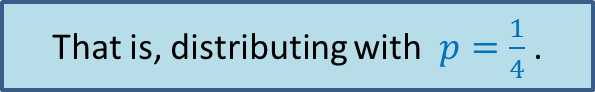 That is, distributing with p = 1/4 .